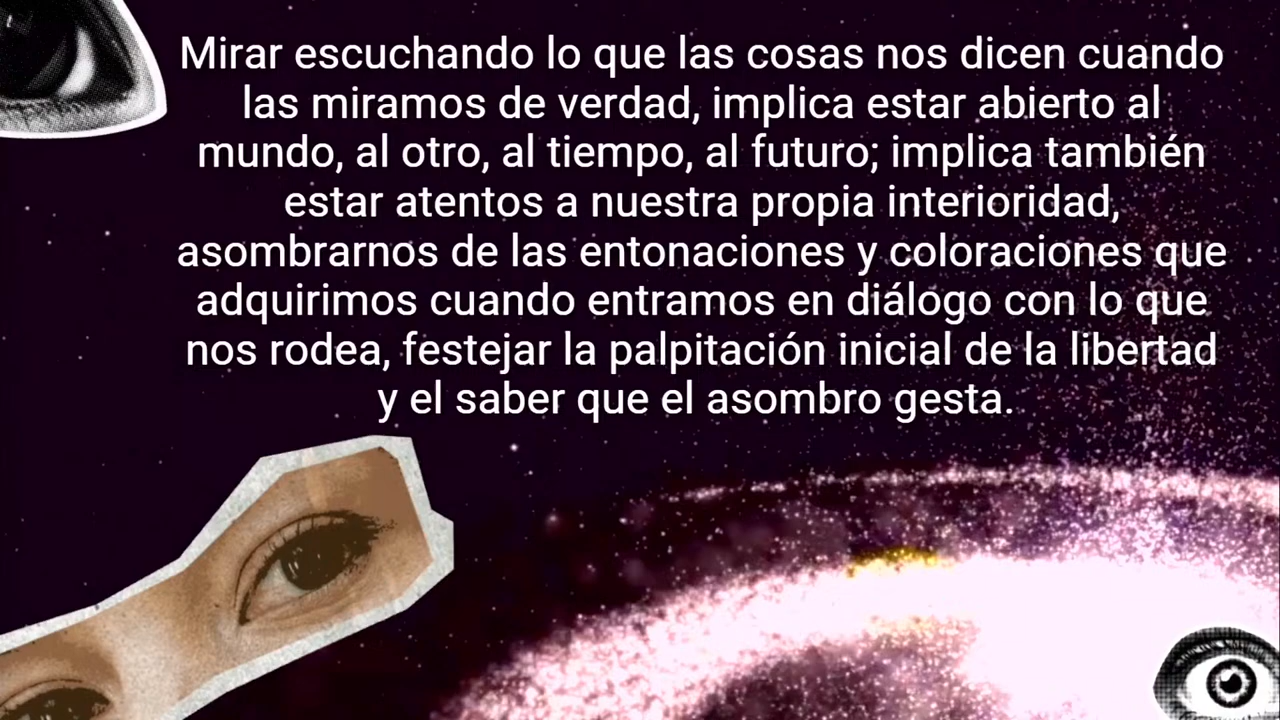 Mirar escuchando lo que las cosas nos dicen cuando
las miramos de verdad, implica estar abierto al
mundo, al otro, al tiempo, al futuro; implica también
estar atentos a nuestra propia interioridad,
asombrarnos de las entonaciones y coloraciones que
adquirimos cuando entramos en diálogo con lo que
nos rodea, festejar la palpitación inicial de la libertad
y el saber que el asombro gesta.